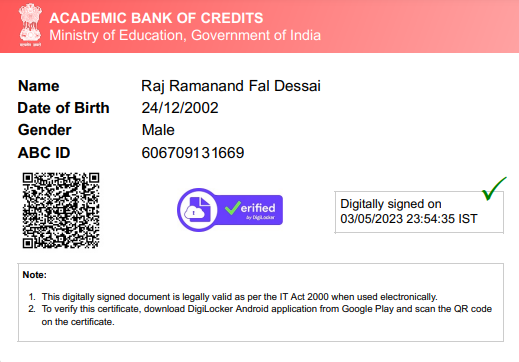 ACADEMIC BANK OF CREDITS
Ministry of Education, Government of India
Name Raj Ramanand Fal Dessai
Date of Birth 24/12/2002
Gender Male
ABC ID 606709131669
Verified
by DigiLocker
Digitally signed on
03/05/2023 23:54:35 IST
Note:
1. This digitally signed document is legally valid as per the IT Act 2000 when used electronically.
2. To verify this certificate, download DigiLocker Android application from Google Play and scan the QR code
on the certificate.